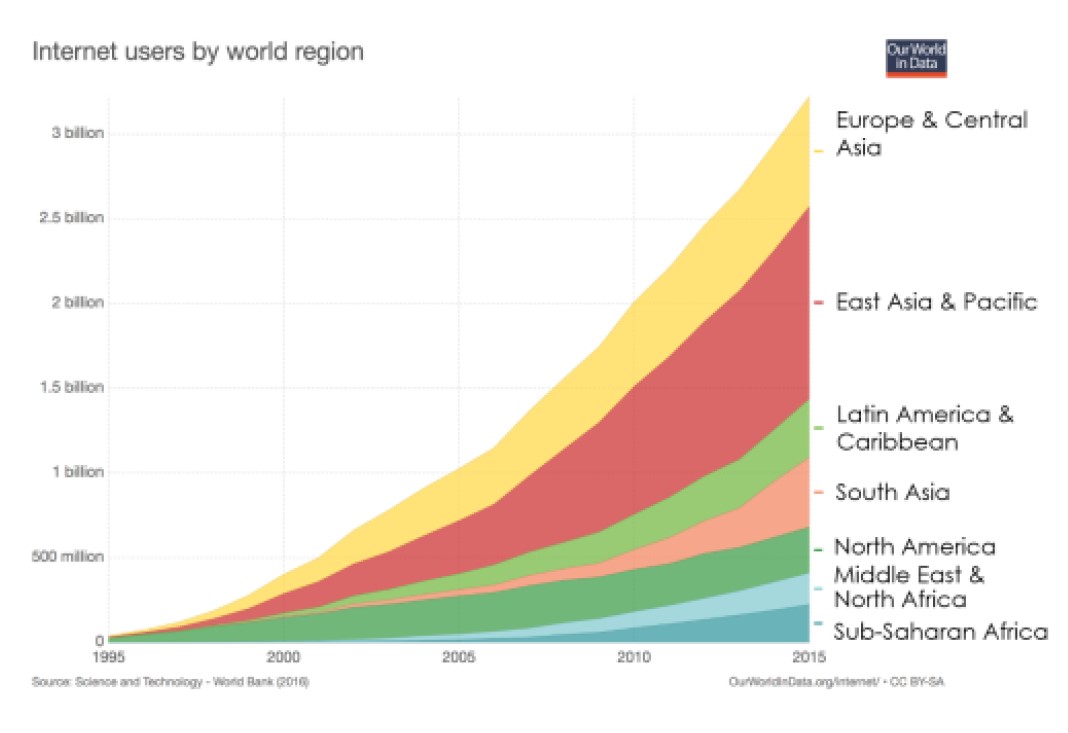 Internet users by world region
Our World
in Data
3 billion
2.5 billion
2 billion
1.5 billion
1 billion
500 million
0
1995
2000
2005
2010
2015
Europe & Central
Asia
East Asia & Pacific
Latin America &
Caribbean
South Asia
North America
Middle East &
North Africa
Sub-Saharan Africa
Source: Science and Technology - World Bank (2016)
OurWorldInData.org/internet/ • CC BY-SA